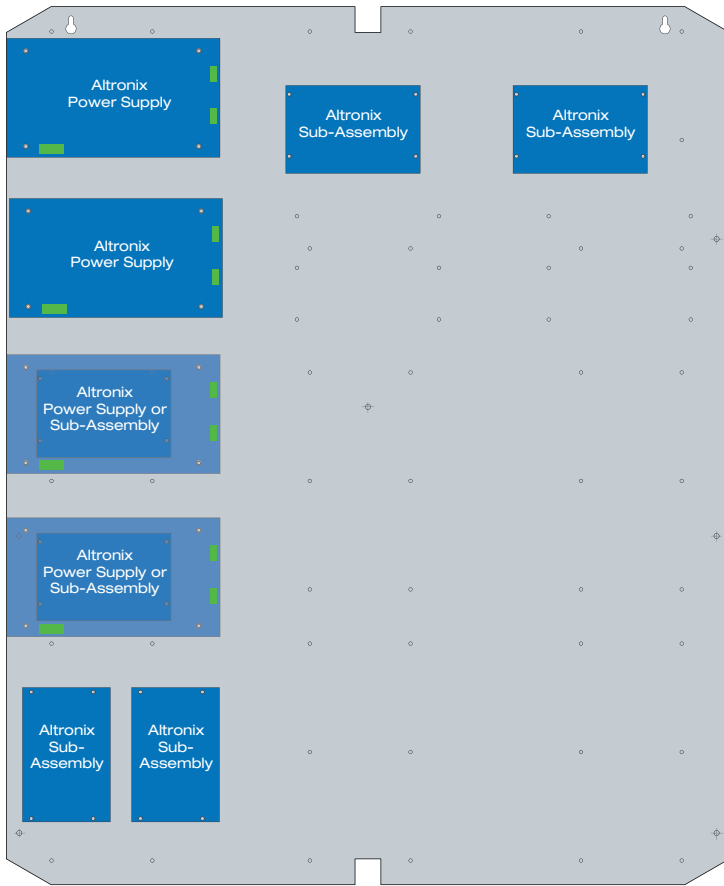 Altronix
Power Supply
Altronix
Sub-Assembly
Altronix
Sub-Assembly
Altronix
Power Supply
Altronix
Power Supply or
Sub-Assembly
Altronix
Power Supply or
Sub-Assembly
Altronix
Sub-
Assembly
Altronix
Sub-
Assembly